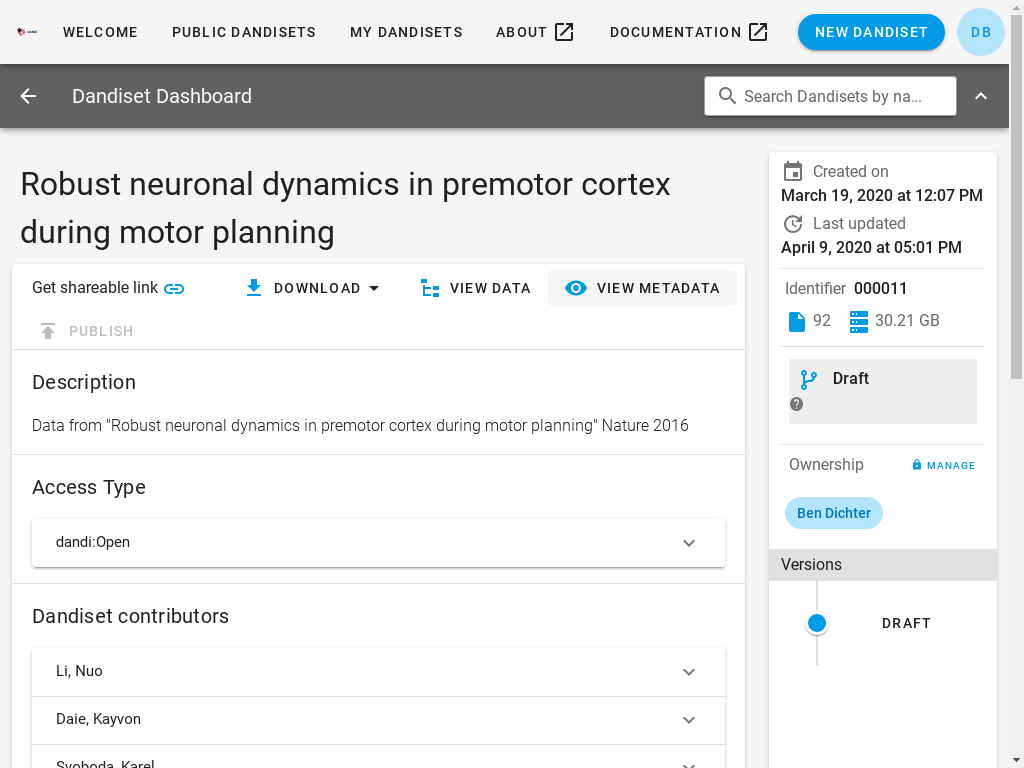 WELCOME PUBLIC DANDISETS MY DANDISETS ABOUT DOCUMENTATION NEW DANDISET DB
Dandiset Dashboard Search Dandisets by na...
Robust neuronal dynamics in premotor cortex
during motor planning
Get shareable link DOWNLOAD VIEW DATA VIEW METADATA
PUBLISH
Description
Data from "Robust neuronal dynamics in premotor cortex during motor planning" Nature 2016
Access Type
dandi:Open
Dandiset contributors
Li, Nuo
Daie, Kayvon
Svoboda, Karel
Created on
March 19, 2020 at 12:07 PM
Last updated
April 9, 2020 at 05:01 PM
Identifier 000011
92 30.21 GB
Draft
Ownership MANAGE
Ben Dichter
Versions
DRAFT